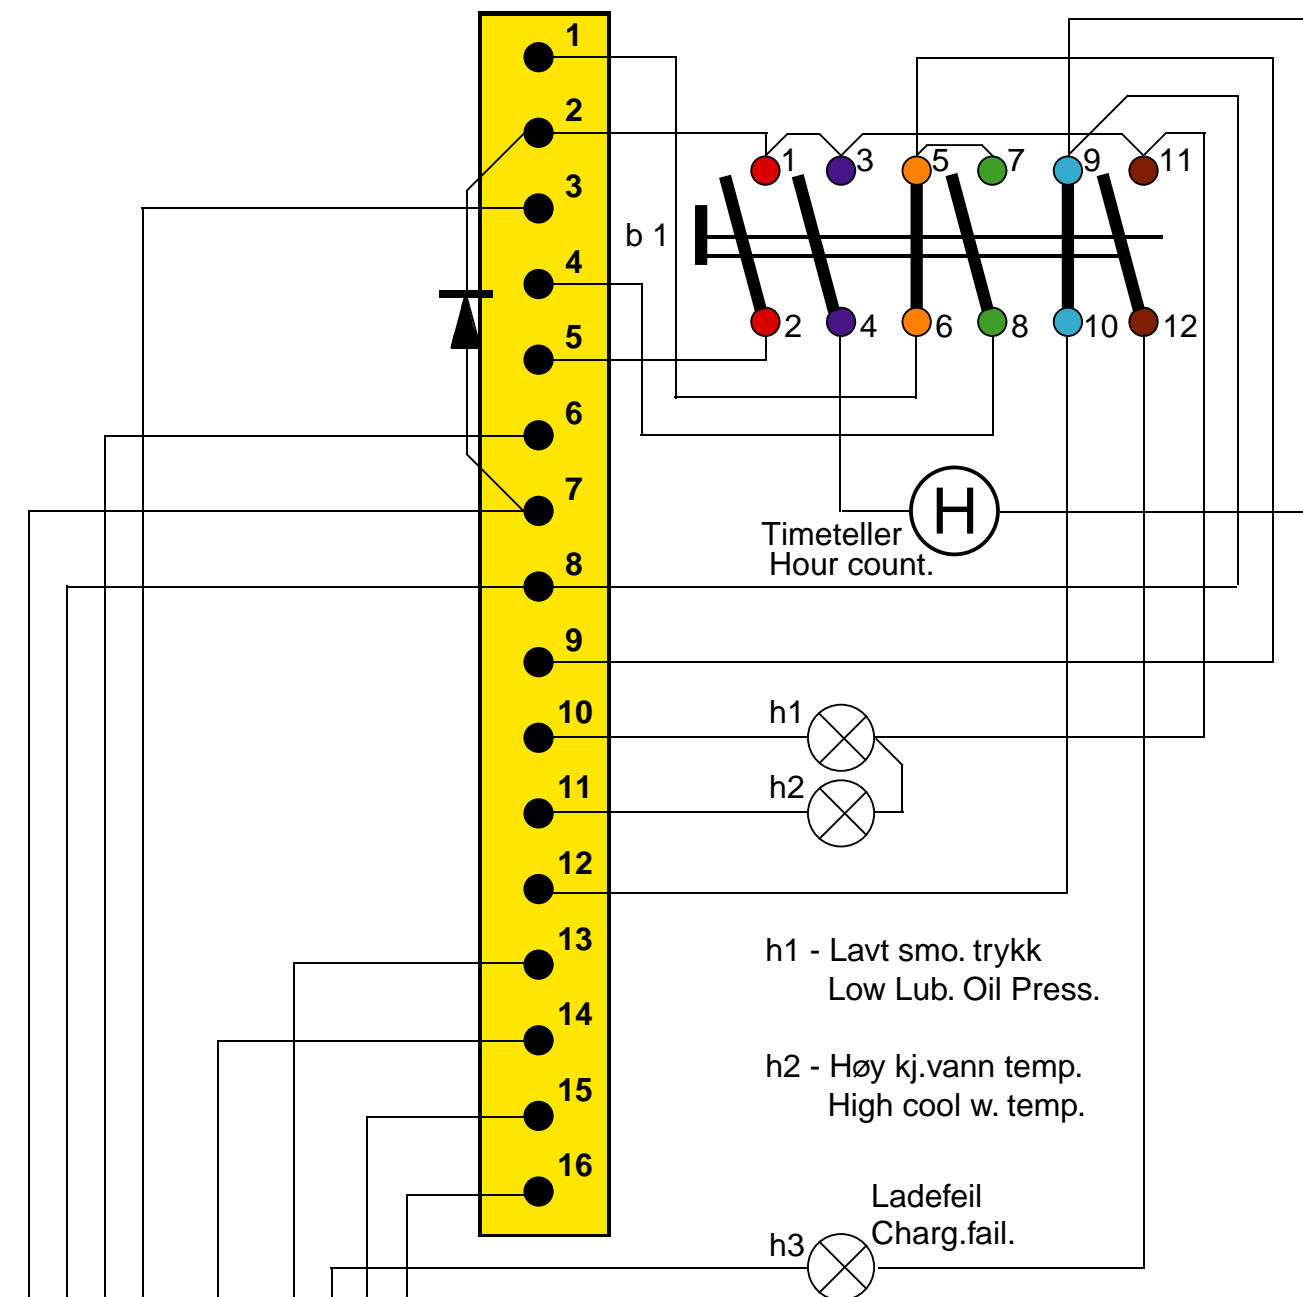 1
2
3
4
5
6
7
8
9
10
11
12
13
14
15
16
b 1
1 3 5 7 9 11
2 4 6 8 10 12
H
Timeteller
Hour count.
h1
h2
h1 - Lavt smo. trykk
Low Lub. Oil Press.
h2 - Høy kj.vann temp.
High cool w. temp.
Ladefeil
Charg.fail.
h3